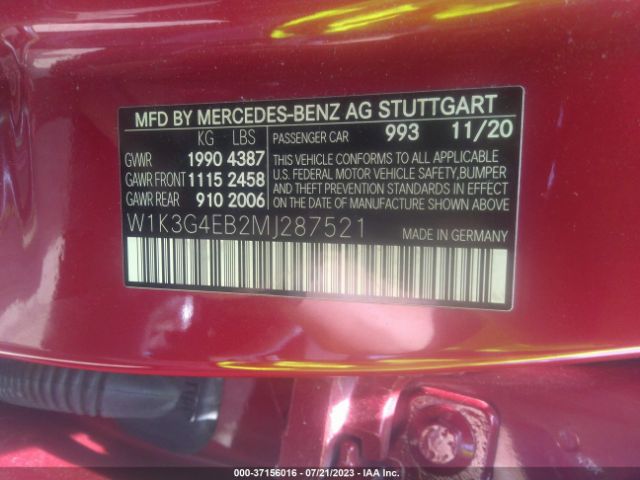 MFD BY MERCEDES-BENZ AG STUTTGART
KG LBS
PASSENGER CAR 993 11/20
GVWR 1990 4387
GAWR FRONT 1115 2458
GAWR REAR 910 2006
THIS VEHICLE CONFORMS TO ALL APPLICABLE
U.S. FEDERAL MOTOR VEHICLE SAFETY, BUMPER
AND THEFT PREVENTION STANDARDS IN EFFECT
ON THE DATE OF MANUFACTURE SHOWN ABOVE.
W1K3G4EB2MJ287521
MADE IN GERMANY
000-37156016 - 07/21/2023 - IAA Inc.